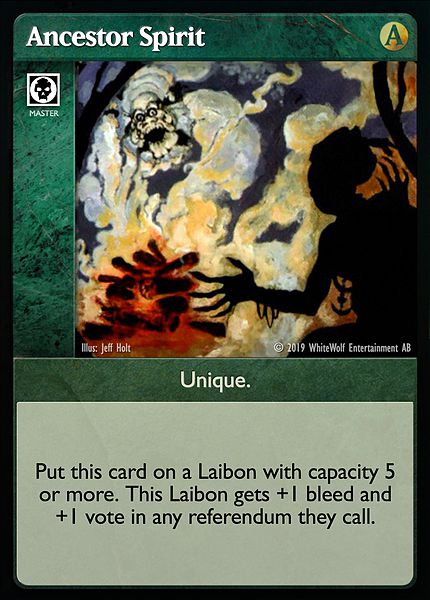 Ancestor Spirit
A
MASTER
Illus: Jeff Holt
© 2019 WhiteWolf Entertainment AB
Unique.
Put this card on a Laibon with capacity 5
or more. This Laibon gets +1 bleed and
+1 vote in any referendum they call.